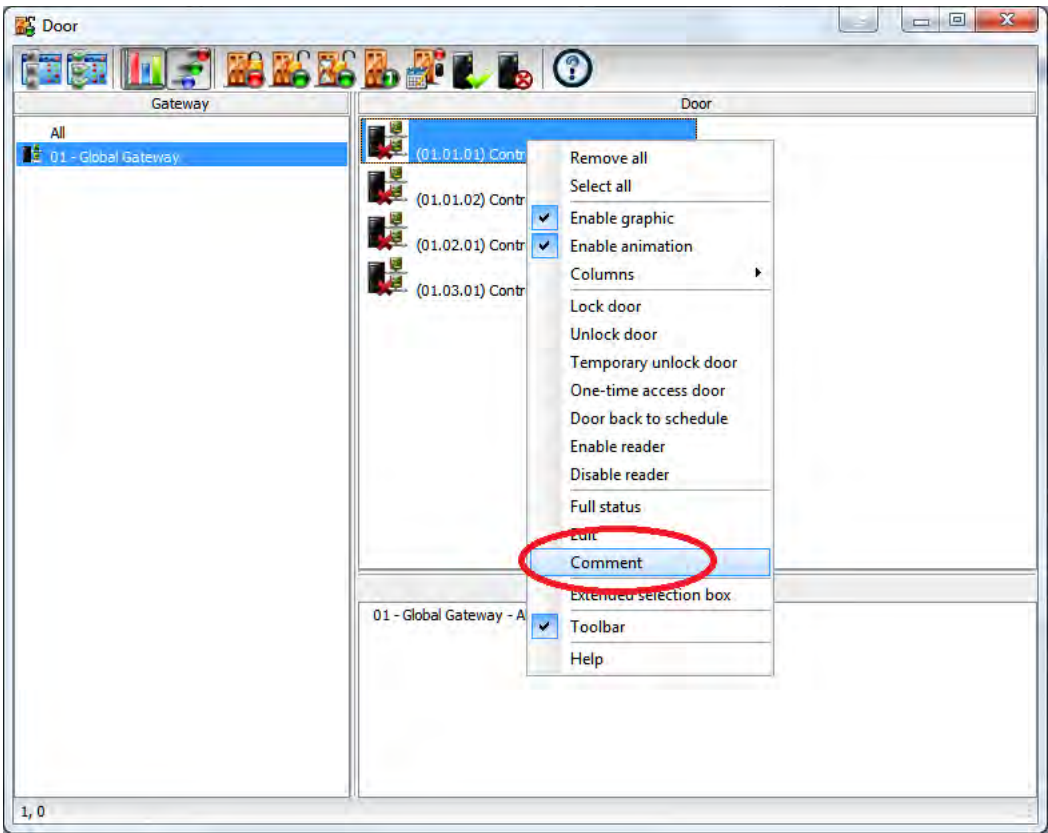 Door
Gateway
Door
All
01 - Global Gateway
(01.01.01) Contr
(01.01.02) Contr
(01.02.01) Contr
(01.03.01) Contr
Remove all
Select all
Enable graphic
Enable animation
Columns
Lock door
Unlock door
Temporary unlock door
One-time access door
Door back to schedule
Enable reader
Disable reader
Full status
Edit
Comment
Extended selection box
Toolbar
Help
01 - Global Gateway - A
1, 0